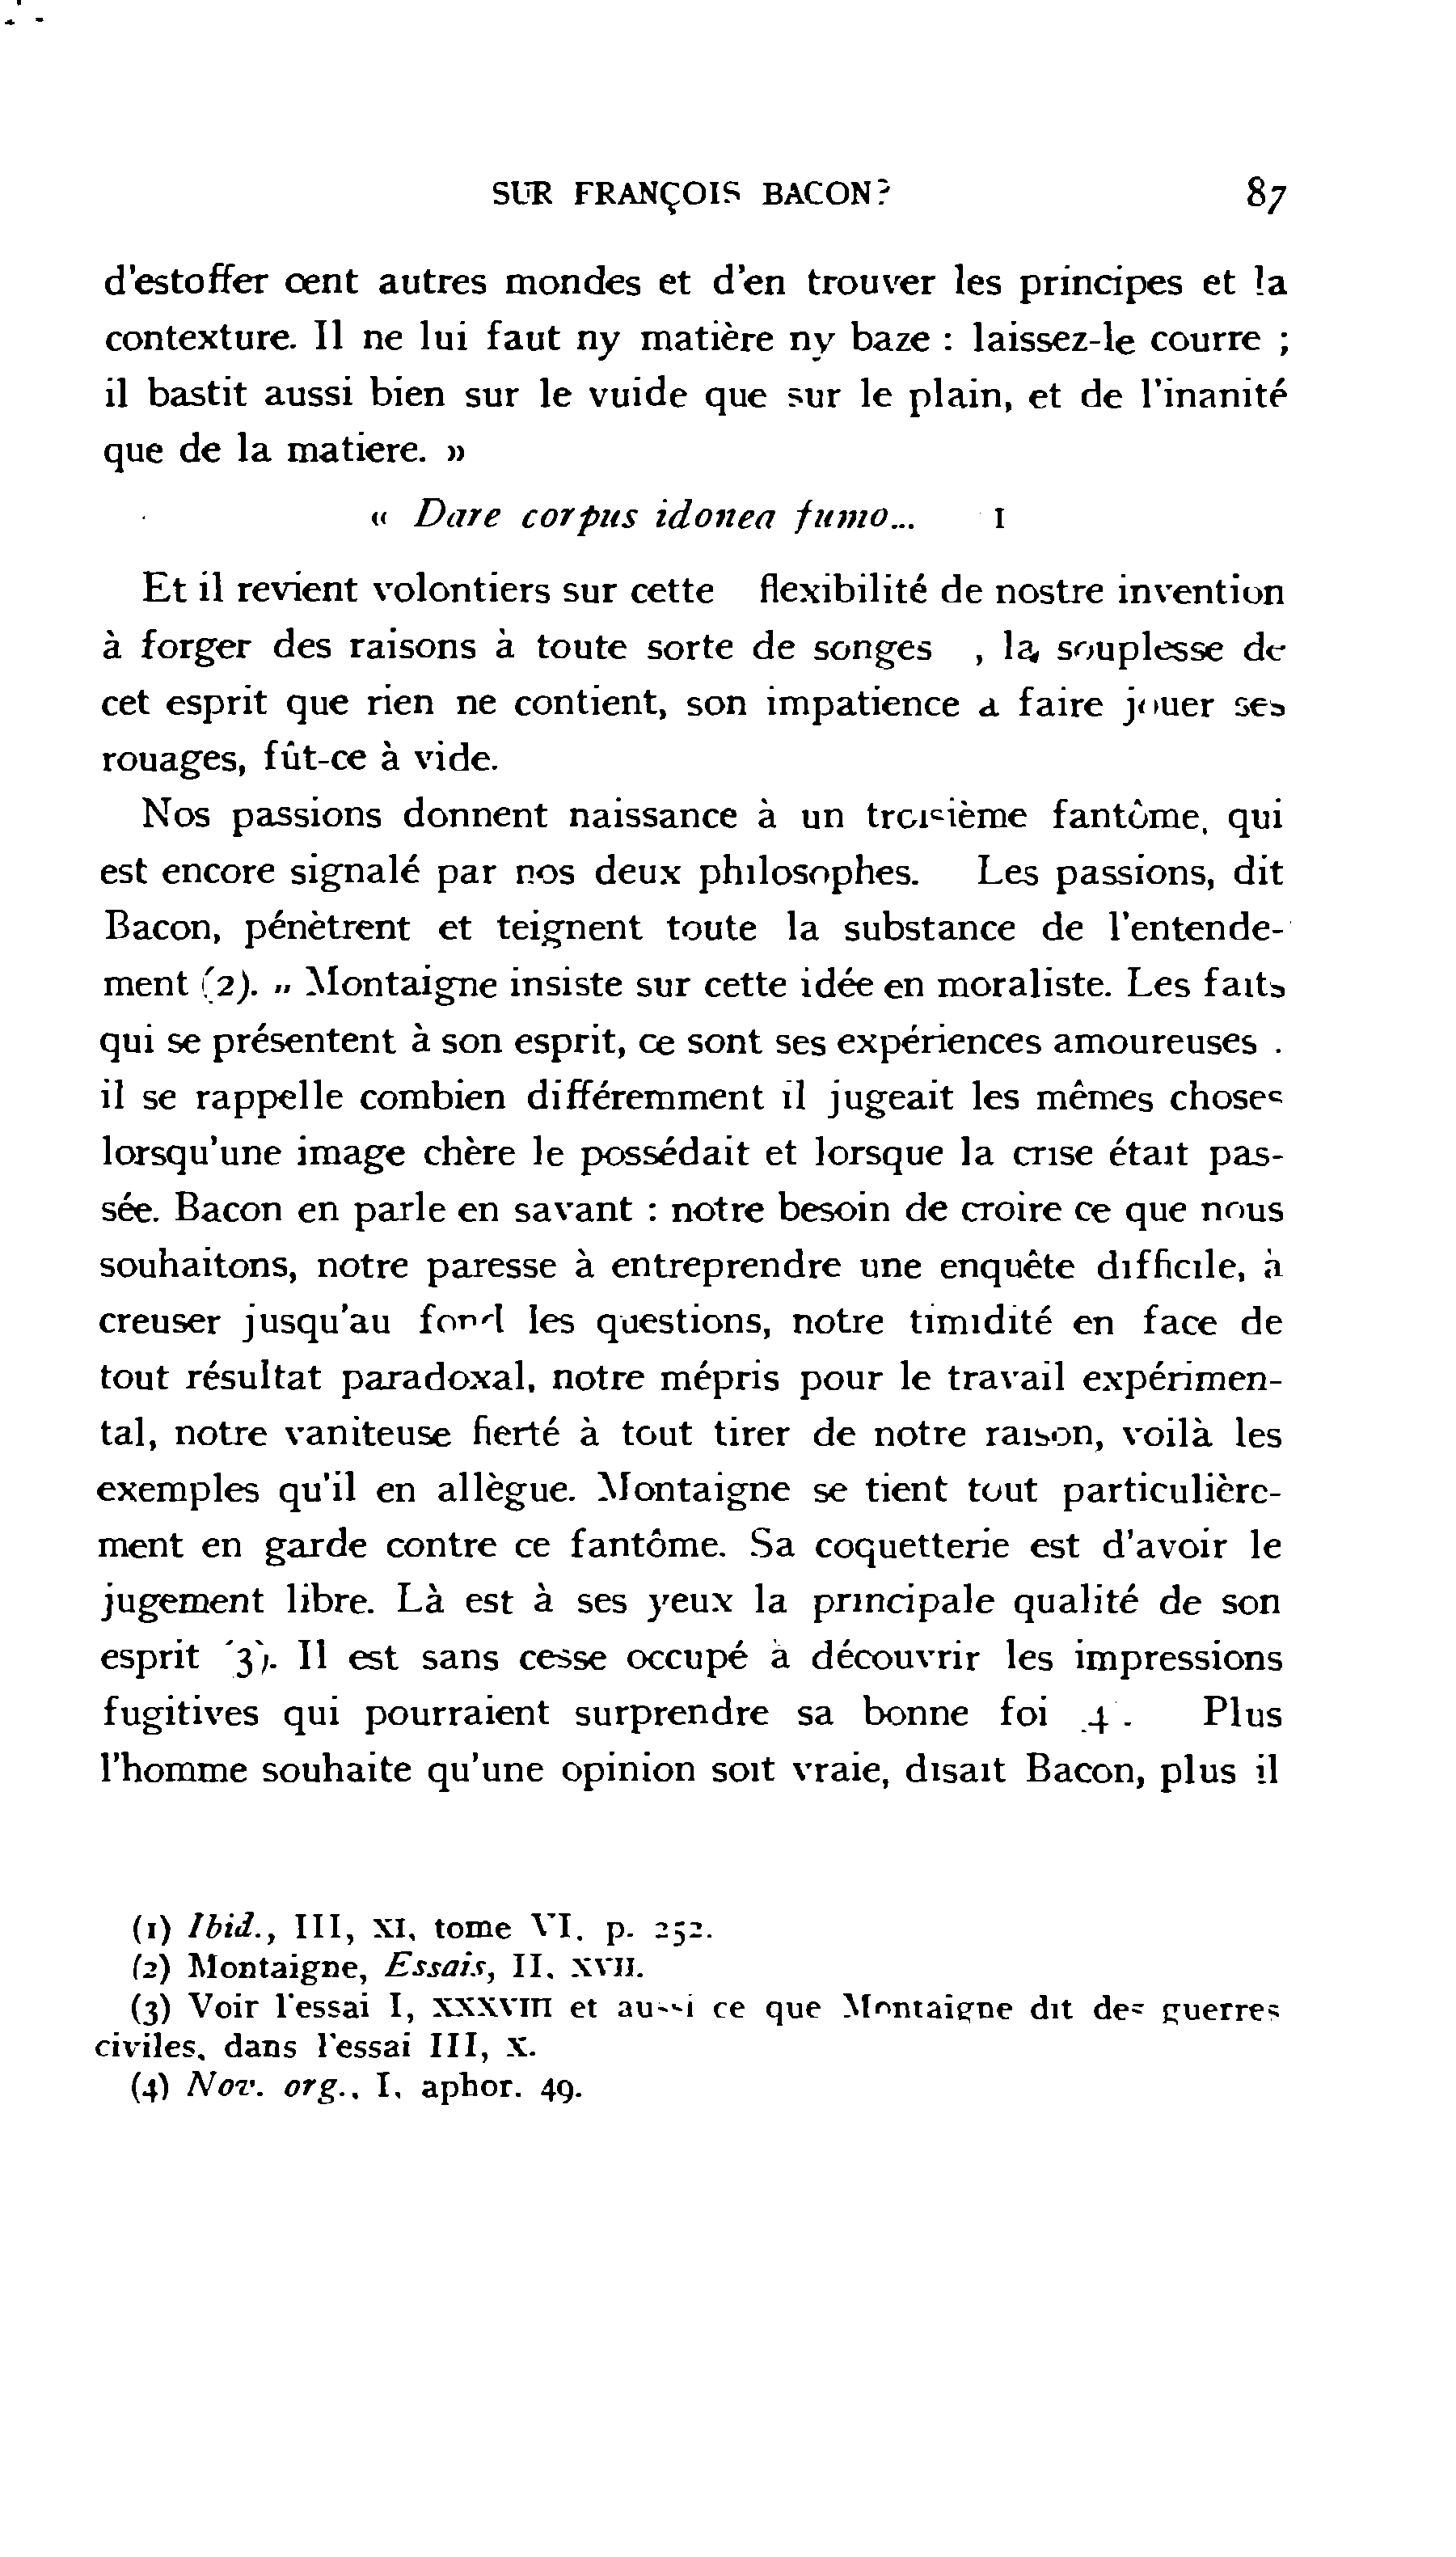 SUR FRANÇOIS BACON? 87
d'estoffer cent autres mondes et d'en trouver les principes et la
contexture. Il ne lui faut ny matière ny baze : laissez-le courre ;
il bastit aussi bien sur le vuide que sur le plain, et de l'inanité
que de la matiere. »
« Dare corpus idonea fumo... 1
Et il revient volontiers sur cette flexibilité de nostre invention
à forger des raisons à toute sorte de songes , la souplesse de
cet esprit que rien ne contient, son impatience à faire jouer ses
rouages, fût-ce à vide.
Nos passions donnent naissance à un troisième fantôme, qui
est encore signalé par nos deux philosophes. Les passions, dit
Bacon, pénètrent et teignent toute la substance de l'entende-
ment (2). » Montaigne insiste sur cette idée en moraliste. Les faits
qui se présentent à son esprit, ce sont ses expériences amoureuses .
il se rappelle combien différemment il jugeait les mêmes choses
lorsqu'une image chère le possédait et lorsque la crise était pas-
sée. Bacon en parle en savant : notre besoin de croire ce que nous
souhaitons, notre paresse à entreprendre une enquête difficile, à
creuser jusqu'au fond les questions, notre timidité en face de
tout résultat paradoxal, notre mépris pour le travail expérimen-
tal, notre vaniteuse fierté à tout tirer de notre raison, voilà les
exemples qu'il en allègue. Montaigne se tient tout particulière-
ment en garde contre ce fantôme. Sa coquetterie est d'avoir le
jugement libre. Là est à ses yeux la principale qualité de son
esprit (3). Il est sans cesse occupé à découvrir les impressions
fugitives qui pourraient surprendre sa bonne foi 4 . Plus
l'homme souhaite qu'une opinion soit vraie, disait Bacon, plus il
(1) Ibid., III, XI, tome VI, p. 252.
(2) Montaigne, Essais, II, XVII.
(3) Voir l'essai I, XXXVIII et aussi ce que Montaigne dit des guerres
civiles, dans l'essai III, X.
(4) Nov. org., I, aphor. 49.